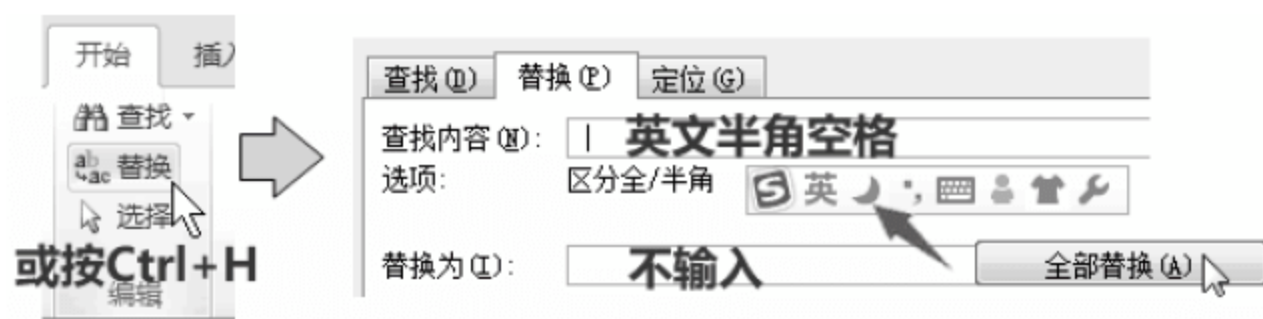 开始 插入
查找
替换
选择
或按Ctrl+H
编辑
查找(D) 替换(P) 定位(G)
查找内容(N): 英文半角空格
选项: 区分全/半角 英
替换为(I): 不输入 全部替换(A)